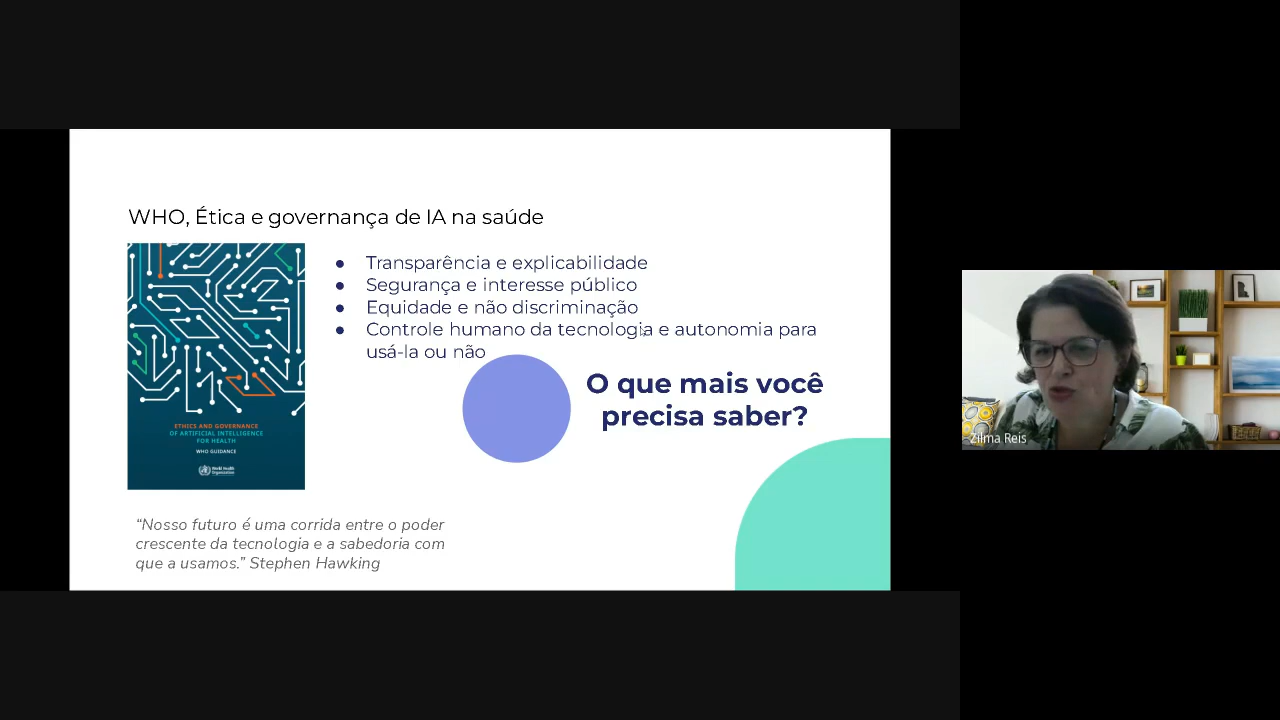 WHO, Ética e governança de IA na saúde
● Transparência e explicabilidade
● Segurança e interesse público
● Equidade e não discriminação
● Controle humano da tecnologia e autonomia para
usá-la ou não
O que mais você
precisa saber?
ETHICS AND GOVERNANCE
OF ARTIFICIAL INTELLIGENCE
FOR HEALTH
WHO GUIDANCE
World Health
Organization
“Nosso futuro é uma corrida entre o poder
crescente da tecnologia e a sabedoria com
que a usamos.” Stephen Hawking
Zilma Reis